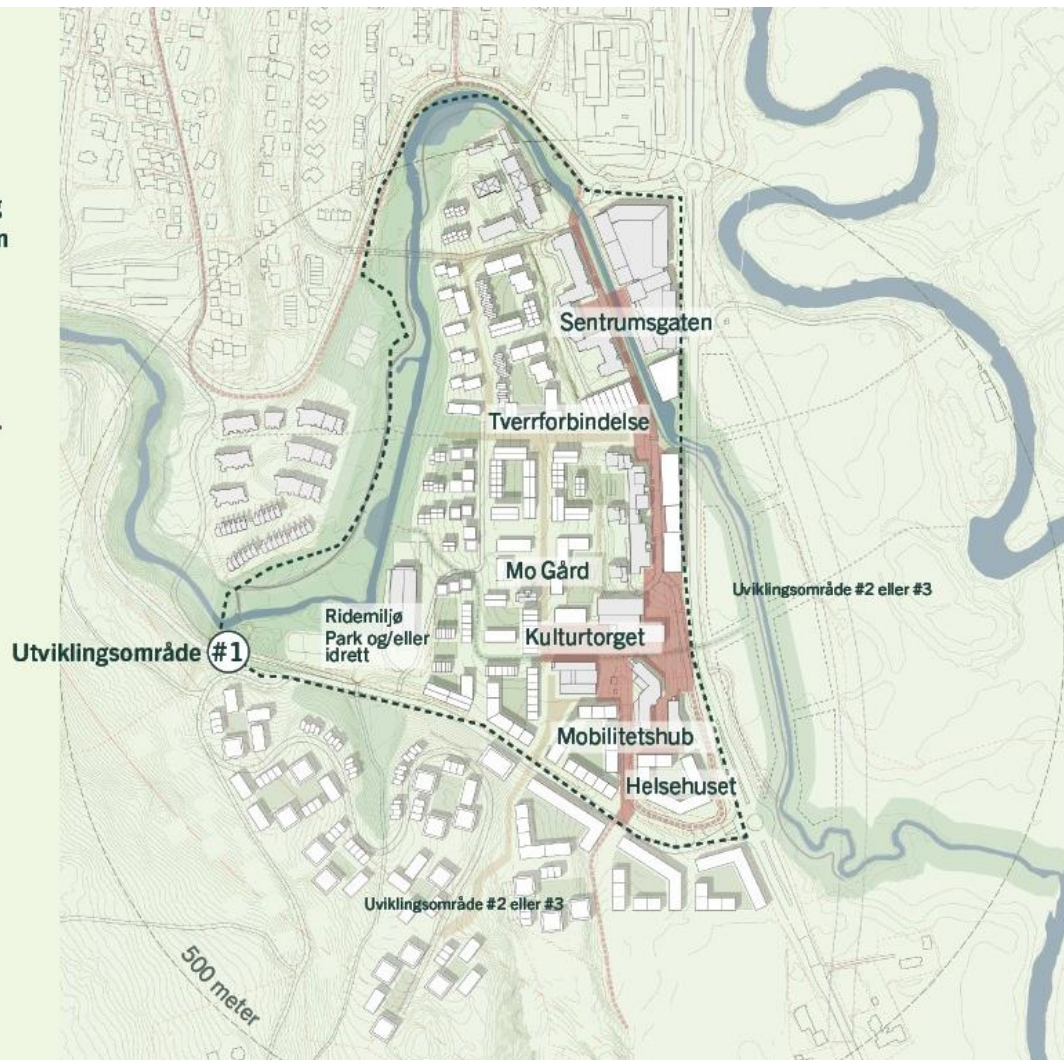 Sentrumsgaten
Tverrforbindelse
Mo Gård
Uviklingsområde #2 eller #3
Ridemiljø
Park og/eller
idrett
Kulturtorget
Utviklingsområde #1
Mobilitetshub
Helsehuset
Uviklingsområde #2 eller #3
500 meter